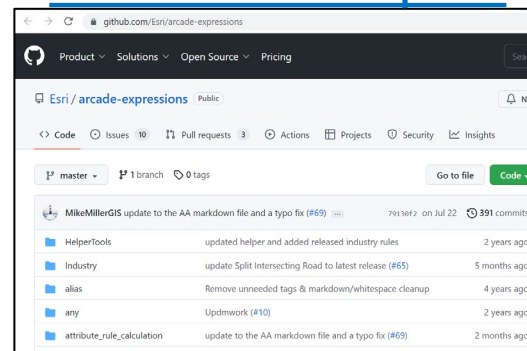 github.com/Esri/arcade-expressions
Product Solutions Open Source Pricing
Esri / arcade-expressions Public
Code Issues 10 Pull requests 3 Actions Projects Security Insights
master 1 branch 0 tags Go to file Code
MikeMillerGIS update to the AA markdown file and a typo fix (#69) ... 79130f2 on Jul 22 391 commits
HelperTools updated helper and added released industry rules 2 years ago
Industry update Split Intersecting Road to latest release (#65) 5 months ago
alias Remove unneeded tags & markdown/whitespace cleanup 4 years ago
any Updmwork (#10) 2 years ago
attribute_rule_calculation update to the AA markdown file and a typo fix (#69) 2 months ago